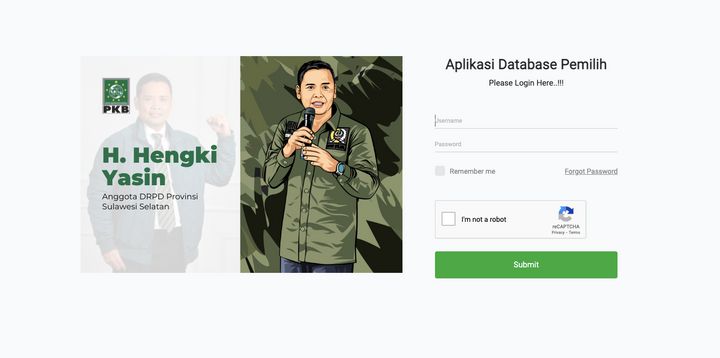 PKB
H. Hengki
Yasin
Anggota DRPD Provinsi
Sulawesi Selatan
Aplikasi Database Pemilih
Please Login Here..!!!
Username
Password
Remember me
Forgot Password
I'm not a robot
reCAPTCHA
Privacy - Terms
Submit